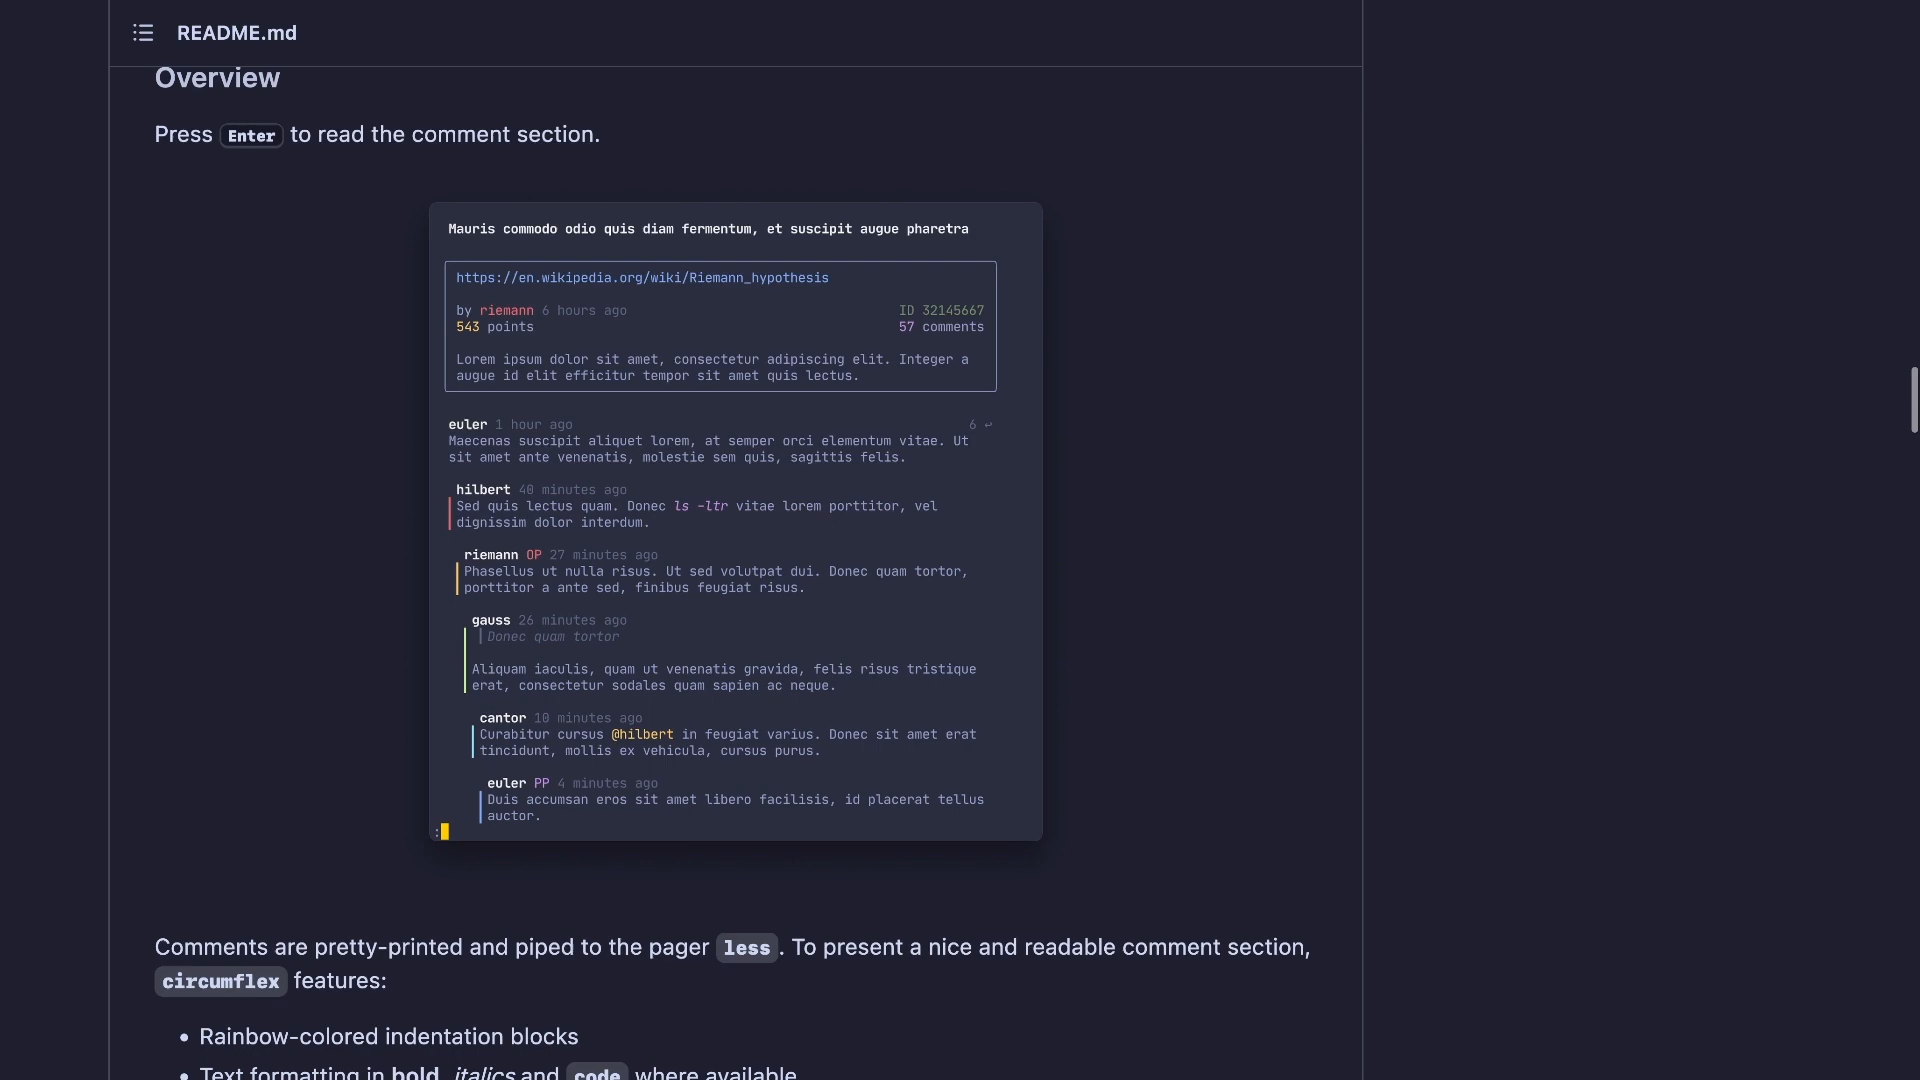 README.md
Overview
Press Enter to read the comment section.
Mauris commodo odio quis diam fermentum, et suscipit augue pharetra
https://en.wikipedia.org/wiki/Riemann_hypothesis
by riemann 6 hours ago ID 32145667
543 points 57 comments
Lorem ipsum dolor sit amet, consectetur adipiscing elit. Integer a
augue id elit efficitur tempor sit amet quis lectus.
euler 1 hour ago 6 ↩
Maecenas suscipit aliquet lorem, at semper orci elementum vitae. Ut
sit amet ante venenatis, molestie sem quis, sagittis felis.
hilbert 40 minutes ago
Sed quis lectus quam. Donec ls -ltr vitae lorem porttitor, vel
dignissim dolor interdum.
riemann OP 27 minutes ago
Phasellus ut nulla risus. Ut sed volutpat dui. Donec quam tortor,
porttitor a ante sed, finibus feugiat risus.
gauss 26 minutes ago
Donec quam tortor
Aliquam iaculis, quam ut venenatis gravida, felis risus tristique
erat, consectetur sodales quam sapien ac neque.
cantor 10 minutes ago
Curabitur cursus @hilbert in feugiat varius. Donec sit amet erat
tincidunt, mollis ex vehicula, cursus purus.
euler PP 4 minutes ago
Duis accumsan eros sit amet libero facilisis, id placerat tellus
auctor.
:
Comments are pretty-printed and piped to the pager less. To present a nice and readable comment section,
circumflex features:
• Rainbow-colored indentation blocks
• Text formatting in bold, italics and code where available